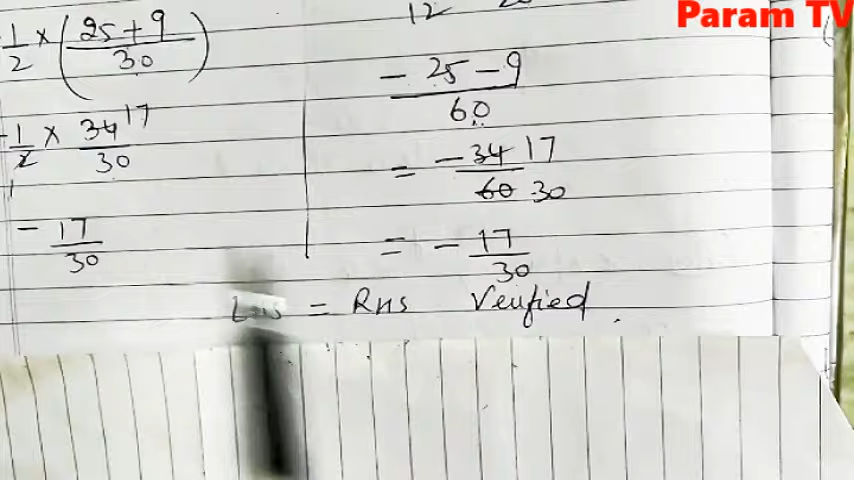 Param TV
12
-1/2 × (25 + 9 / 30)
-1/2 × 34 17 / 30
- 17/30
- 25 - 9 / 60
= - 34 17 / 60 30
= - 17/30
LHS = RHS Verified